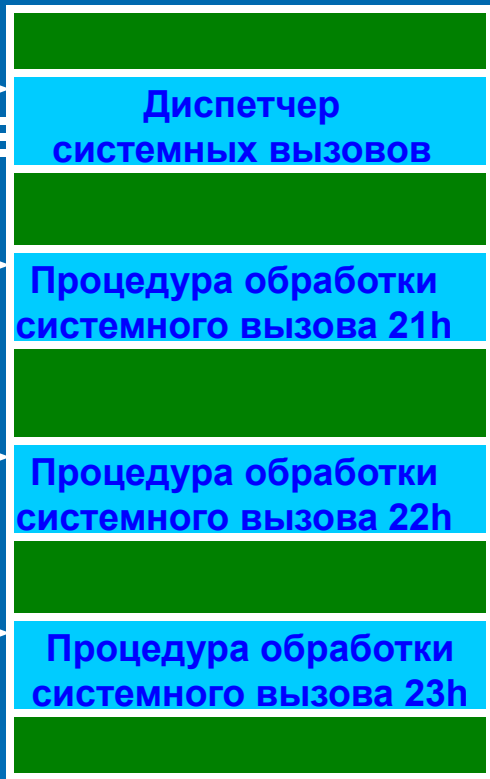 Диспетчер
системных вызовов
Процедура обработки
системного вызова 21h
Процедура обработки
системного вызова 22h
Процедура обработки
системного вызова 23h